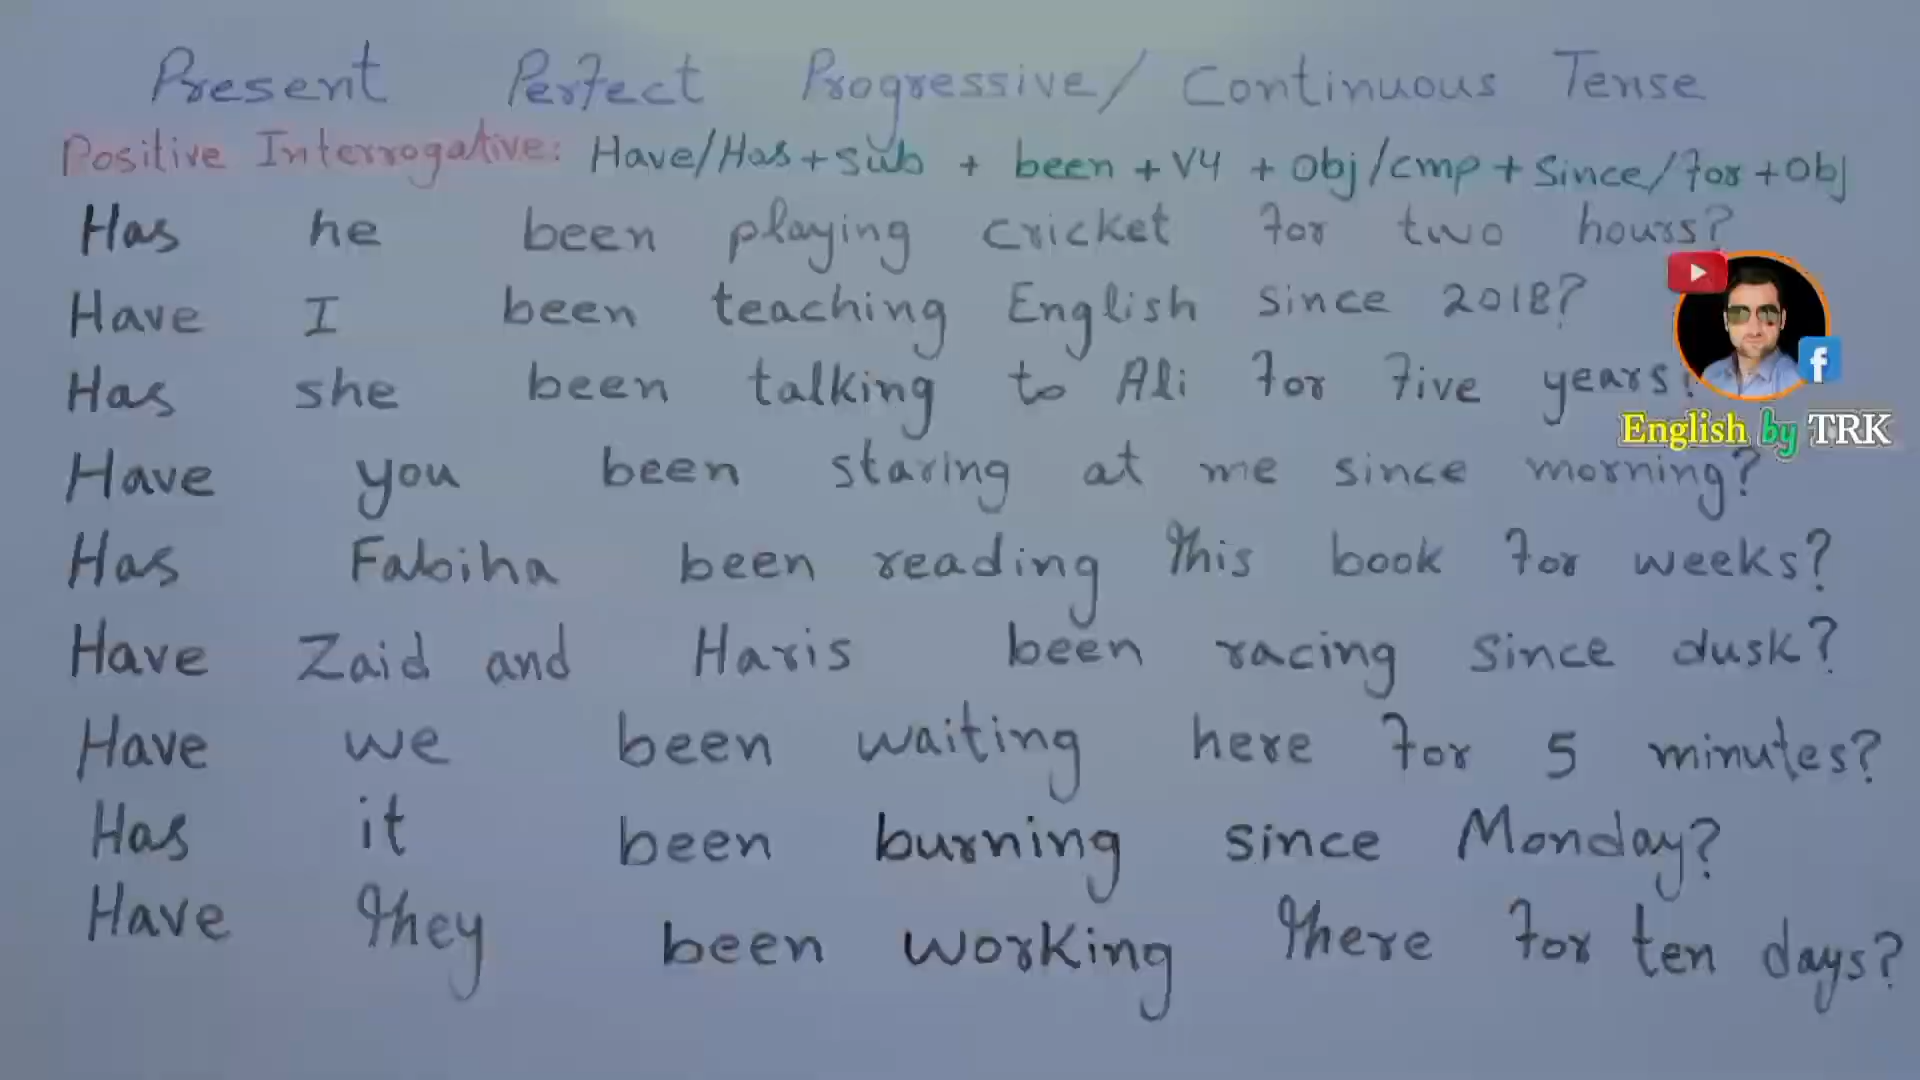 Present Perfect Progressive/Continuous Tense
Positive Interrogative: Have/Has + sub + been + V4 + Obj/cmp + Since/for + Obj
Has he been playing cricket for two hours?
Have I been teaching English since 2018?
Has she been talking to Ali for five years?
Have you been staring at me since morning?
Has Fabiha been reading this book for weeks?
Have Zaid and Haris been racing since dusk?
Have we been waiting here for 5 minutes?
Has it been burning since Monday?
Have they been working there for ten days?
English by TRK